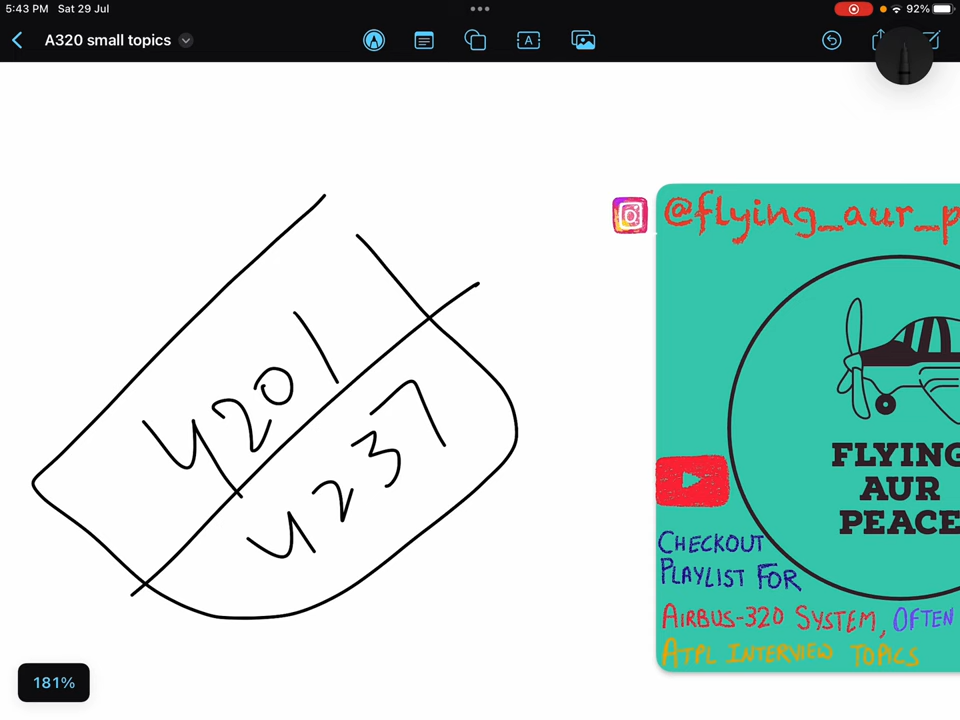 5:43 PM Sat 29 Jul
92%
A320 small topics
A
4201
4237
@flying_aur_p
FLYING
AUR
PEACE
CHECKOUT
PLAYLIST FOR
AIRBUS-320 SYSTEM, OFTEN
ATPL INTERVIEW TOPICS
181%